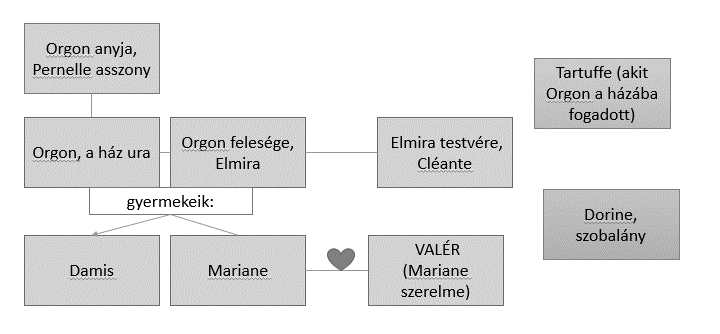 Orgon anyja,
Pernelle asszony
Tartuffe (akit
Orgon a házába
fogadott)
Orgon, a ház ura
Orgon felesége,
Elmira
Elmira testvére,
Cléante
gyermekeik:
Dorine,
szobalány
Damis
Mariane
VALÉR
(Mariane
szerelme)